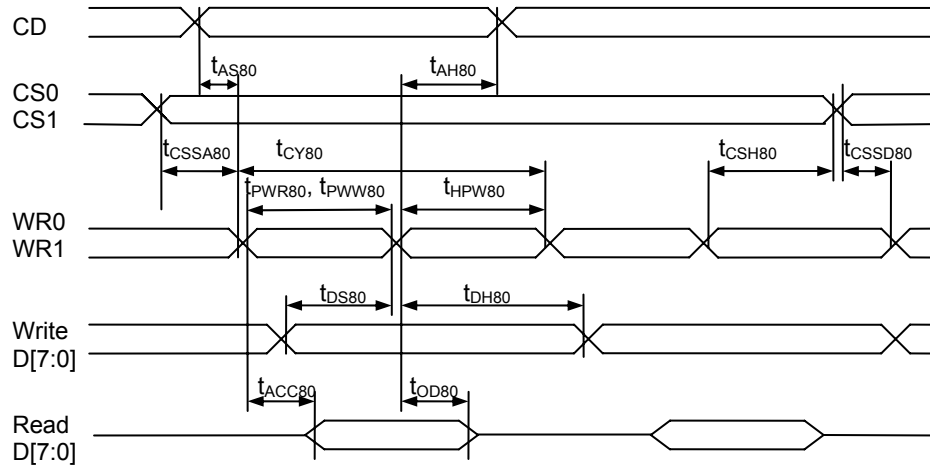 CD
tAS80 tAH80
CS0
CS1
tCSSA80 tCY80 tCSH80 tCSSD80
tPWR80, tPWW80 tHPW80
WR0
WR1
tDS80 tDH80
Write
D[7:0]
tACC80 tOD80
Read
D[7:0]